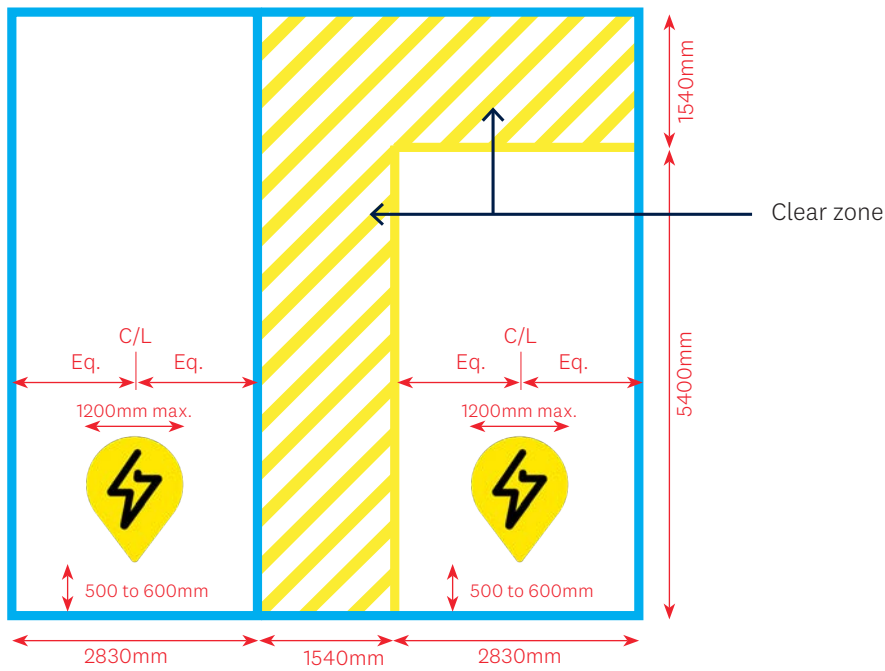 1540mm
Clear zone
5400mm
C/L
Eq. Eq.
1200mm max.
500 to 600mm
C/L
Eq. Eq.
1200mm max.
500 to 600mm
2830mm
1540mm
2830mm